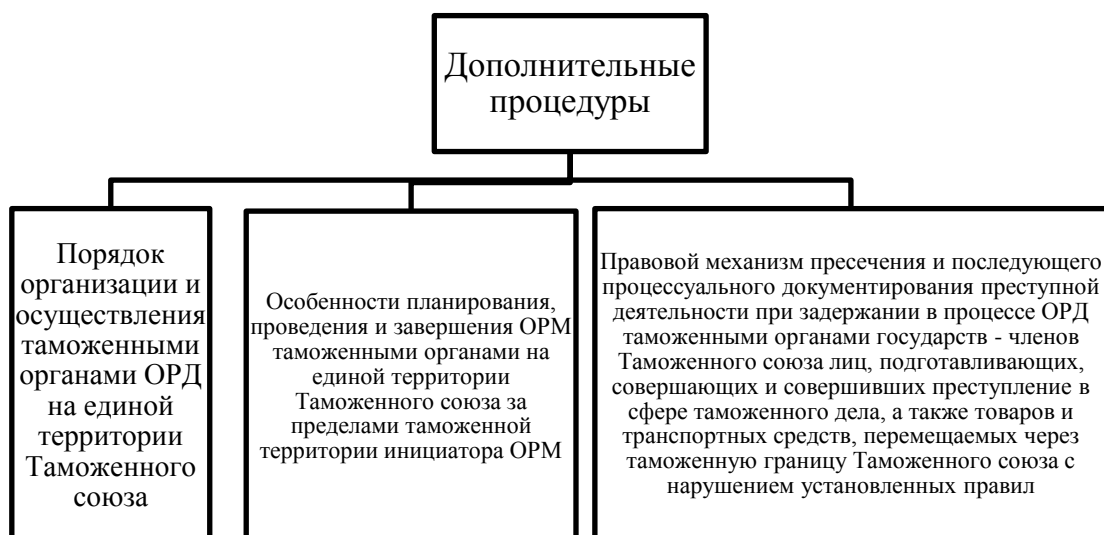 Дополнительные
процедуры
Порядок
организации и
осуществления
таможенными
органами ОРД
на единой
территории
Таможенного
союза
Особенности планирования,
проведения и завершения ОРМ
таможенными органами на
единой территории
Таможенного союза за
пределами таможенной
территории инициатора ОРМ
Правовой механизм пресечения и последующего
процессуального документирования преступной
деятельности при задержании в процессе ОРД
таможенными органами государств - членов
Таможенного союза лиц, подготавливающих,
совершающих и совершивших преступление в
сфере таможенного дела, а также товаров и
транспортных средств, перемещаемых через
таможенную границу Таможенного союза с
нарушением установленных правил